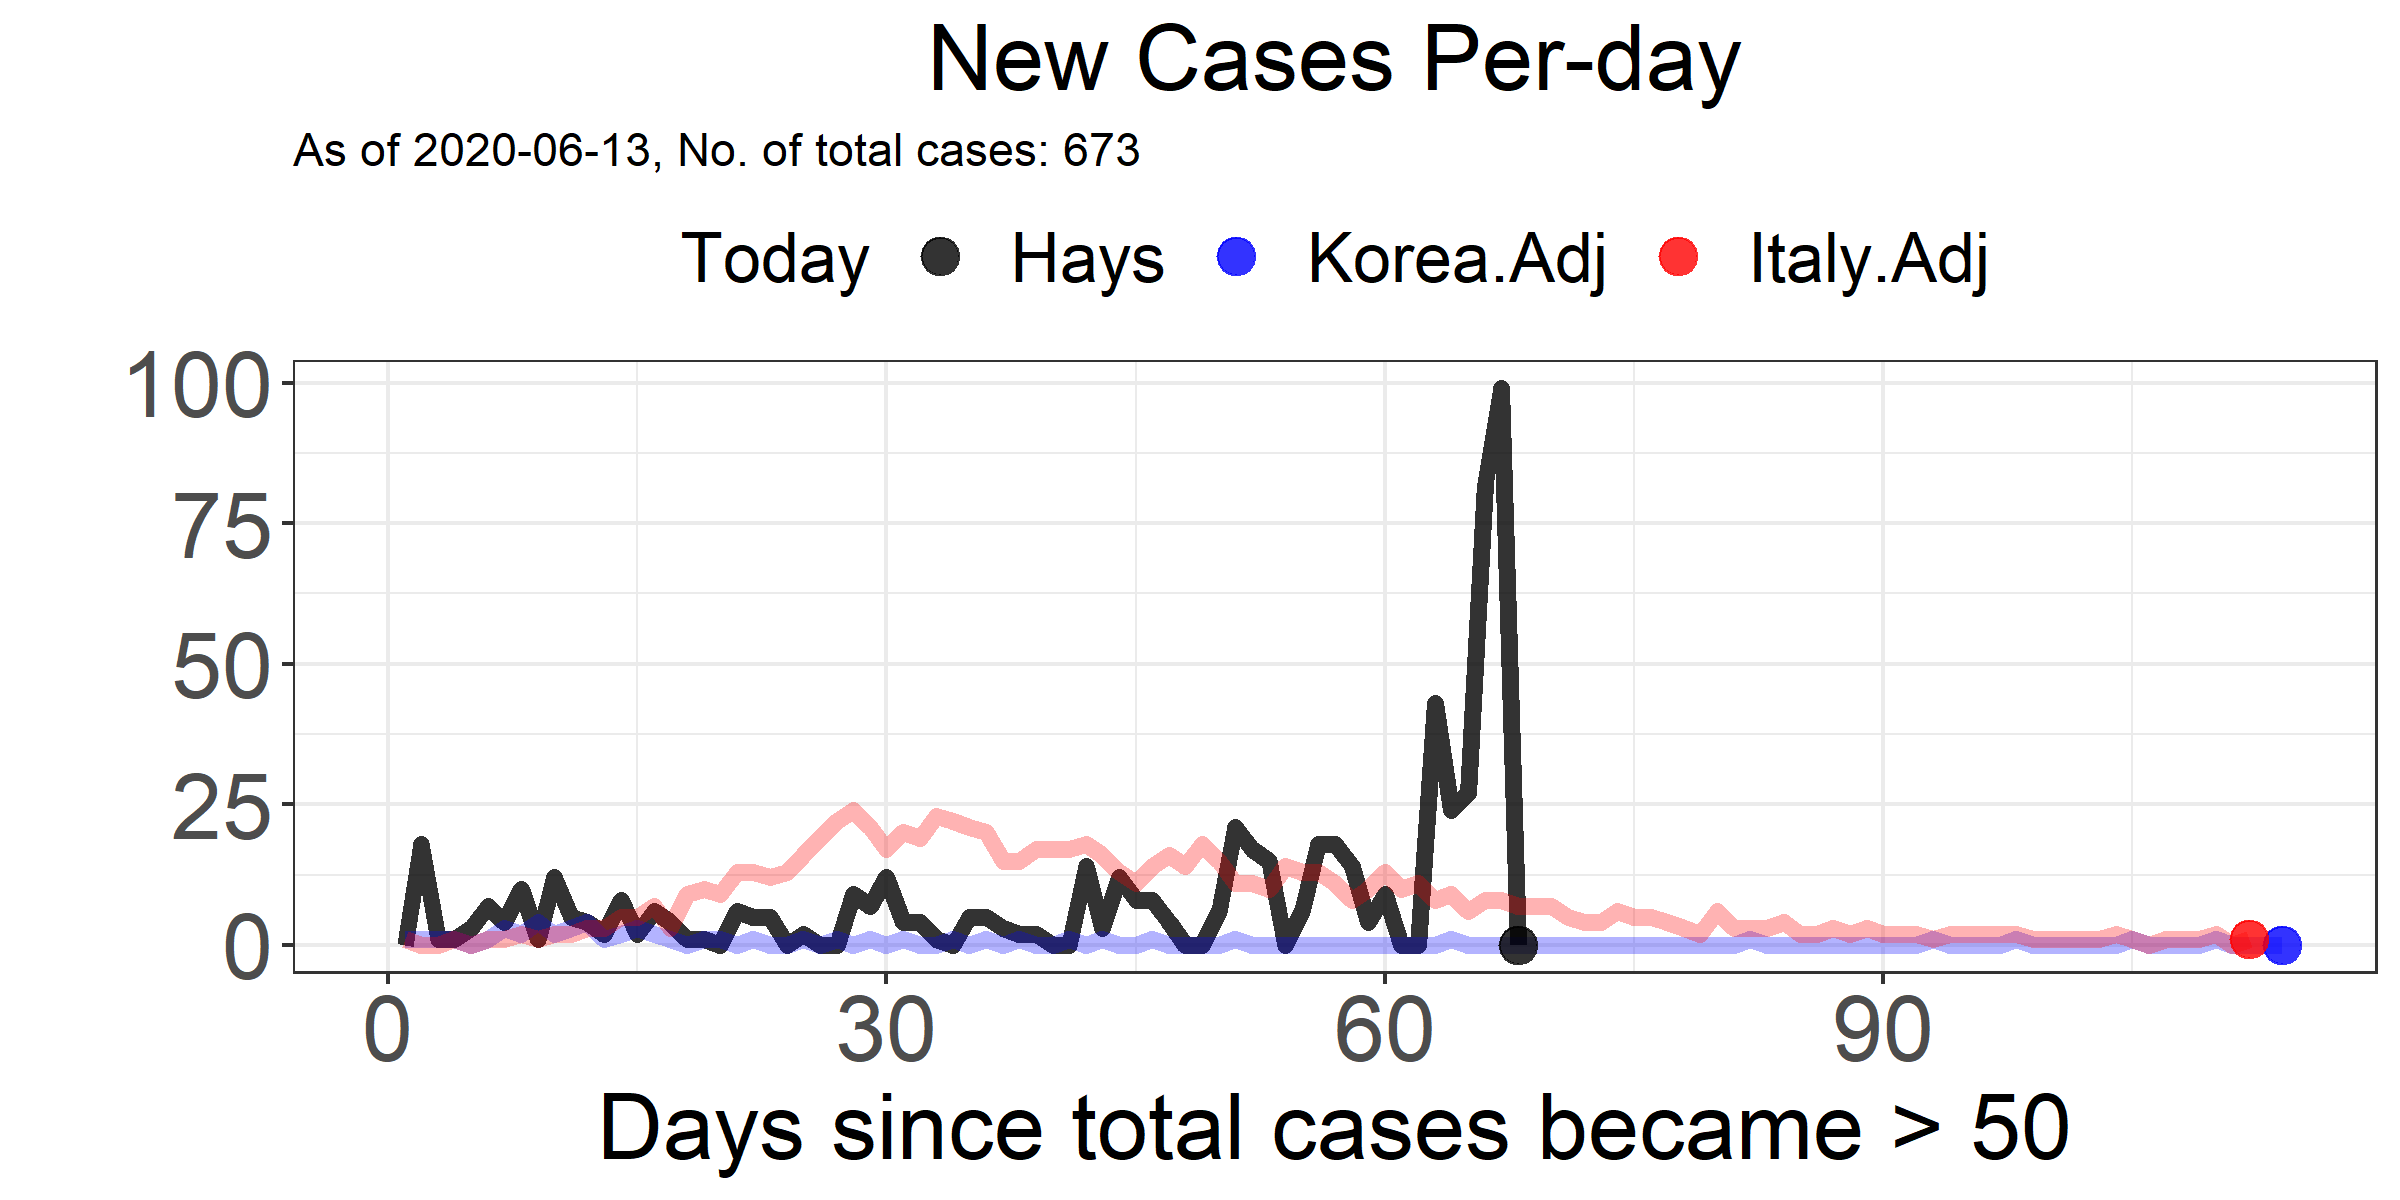 New Cases Per-day
As of 2020-06-13, No. of total cases: 673
Today Hays Korea.Adj Italy.Adj
100
75
50
25
0
0 30 60 90
Days since total cases became > 50